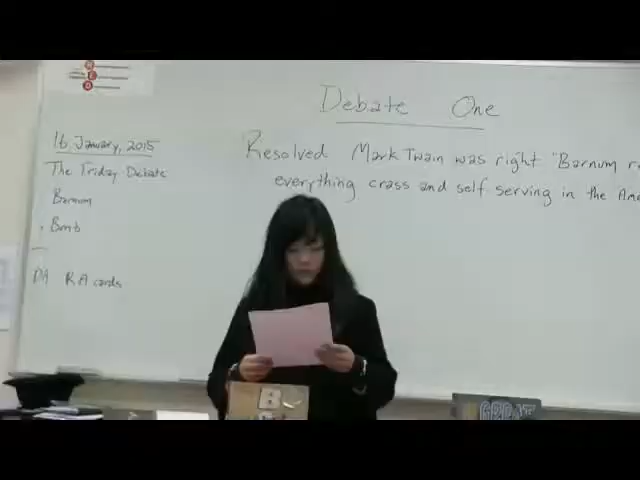 R
E
D
Debate One
16 January, 2015
Resolved Mark Twain was right "Barnum r
The Friday Debate
everything crass and self serving in the Ame
Barnum
Bomb
RA cards
B
GREAT